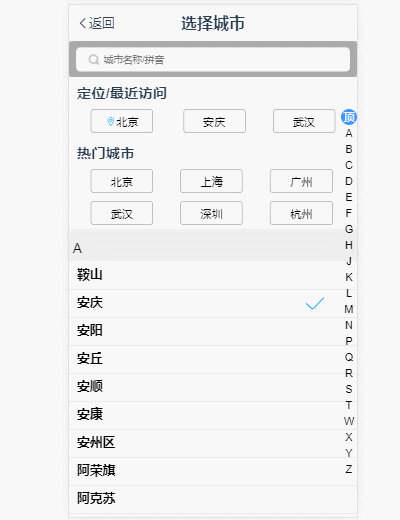 返回
选择城市
城市名称/拼音
定位/最近访问
北京 安庆 武汉
热门城市
北京 上海 广州
武汉 深圳 杭州
A
鞍山
安庆
安阳
安丘
安顺
安康
安州区
阿荣旗
阿克苏
顶
A
B
C
D
E
F
G
H
J
K
L
M
N
P
Q
R
S
T
W
X
Y
Z